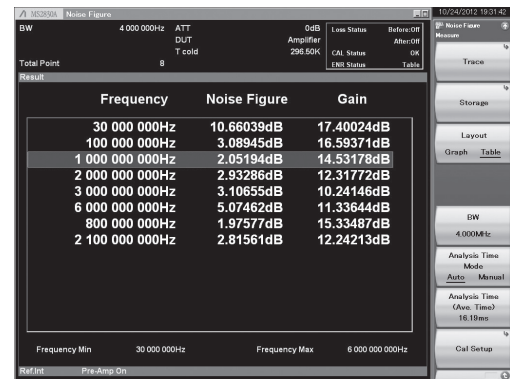 MS2830A Noise Figure
10/24/2012 19:31:42
BW 4 000 000Hz ATT 0dB
DUT Amplifier
T cold 296.50K
Total Point 8
Loss Status Before:Off
After:Off
CAL Status OK
ENR Status Table
Result
Frequency Noise Figure Gain
30 000 000Hz 10.66039dB 17.40024dB
100 000 000Hz 3.08945dB 16.59371dB
1 000 000 000Hz 2.05194dB 14.53178dB
2 000 000 000Hz 2.93286dB 12.31772dB
3 000 000 000Hz 3.10655dB 10.24146dB
6 000 000 000Hz 5.07462dB 11.33644dB
800 000 000Hz 1.97577dB 15.33487dB
2 100 000 000Hz 2.81561dB 12.24213dB
Frequency Min 30 000 000Hz Frequency Max 6 000 000 000Hz
Ref.Int Pre-Amp On
Noise Figure
Measure
Trace
Storage
Layout
Graph Table
BW
4.000MHz
Analysis Time
Mode
Auto Manual
Analysis Time
(Ave. Time)
16.19ms
Cal Setup